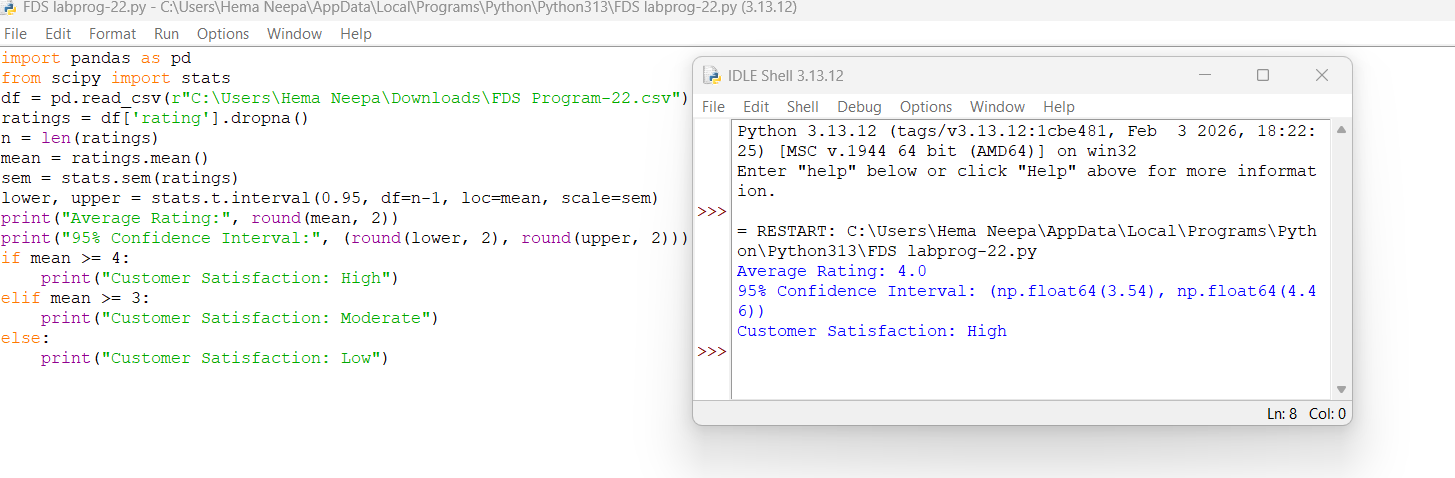 FDS labprog-22.py - C:\Users\Hema Neepa\AppData\Local\Programs\Python\Python313\FDS labprog-22.py (3.13.12)
File Edit Format Run Options Window Help
import pandas as pd
from scipy import stats
df = pd.read_csv(r"C:\Users\Hema Neepa\Downloads\FDS Program-22.csv")
ratings = df['rating'].dropna()
n = len(ratings)
mean = ratings.mean()
sem = stats.sem(ratings)
lower, upper = stats.t.interval(0.95, df=n-1, loc=mean, scale=sem)
print("Average Rating:", round(mean, 2))
print("95% Confidence Interval:", (round(lower, 2), round(upper, 2)))
if mean >= 4:
    print("Customer Satisfaction: High")
elif mean >= 3:
    print("Customer Satisfaction: Moderate")
else:
    print("Customer Satisfaction: Low")
IDLE Shell 3.13.12
File Edit Shell Debug Options Window Help
Python 3.13.12 (tags/v3.13.12:1cbe481, Feb  3 2026, 18:22:
25) [MSC v.1944 64 bit (AMD64)] on win32
Enter "help" below or click "Help" above for more informat
ion.
>>>
= RESTART: C:\Users\Hema Neepa\AppData\Local\Programs\Pyth
on\Python313\FDS labprog-22.py
Average Rating: 4.0
95% Confidence Interval: (np.float64(3.54), np.float64(4.4
6))
Customer Satisfaction: High
>>>
Ln: 8 Col: 0